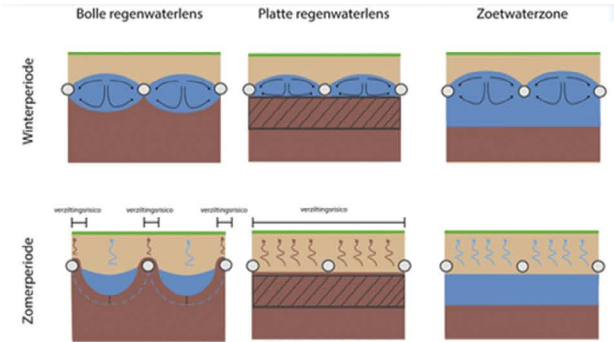 Bolle regenwaterlens
Platte regenwaterlens
Zoetwaterzone
Winterperiode
verziltingsrisico
verziltingsrisico
verziltingsrisico
verziltingsrisico
Zomerperiode